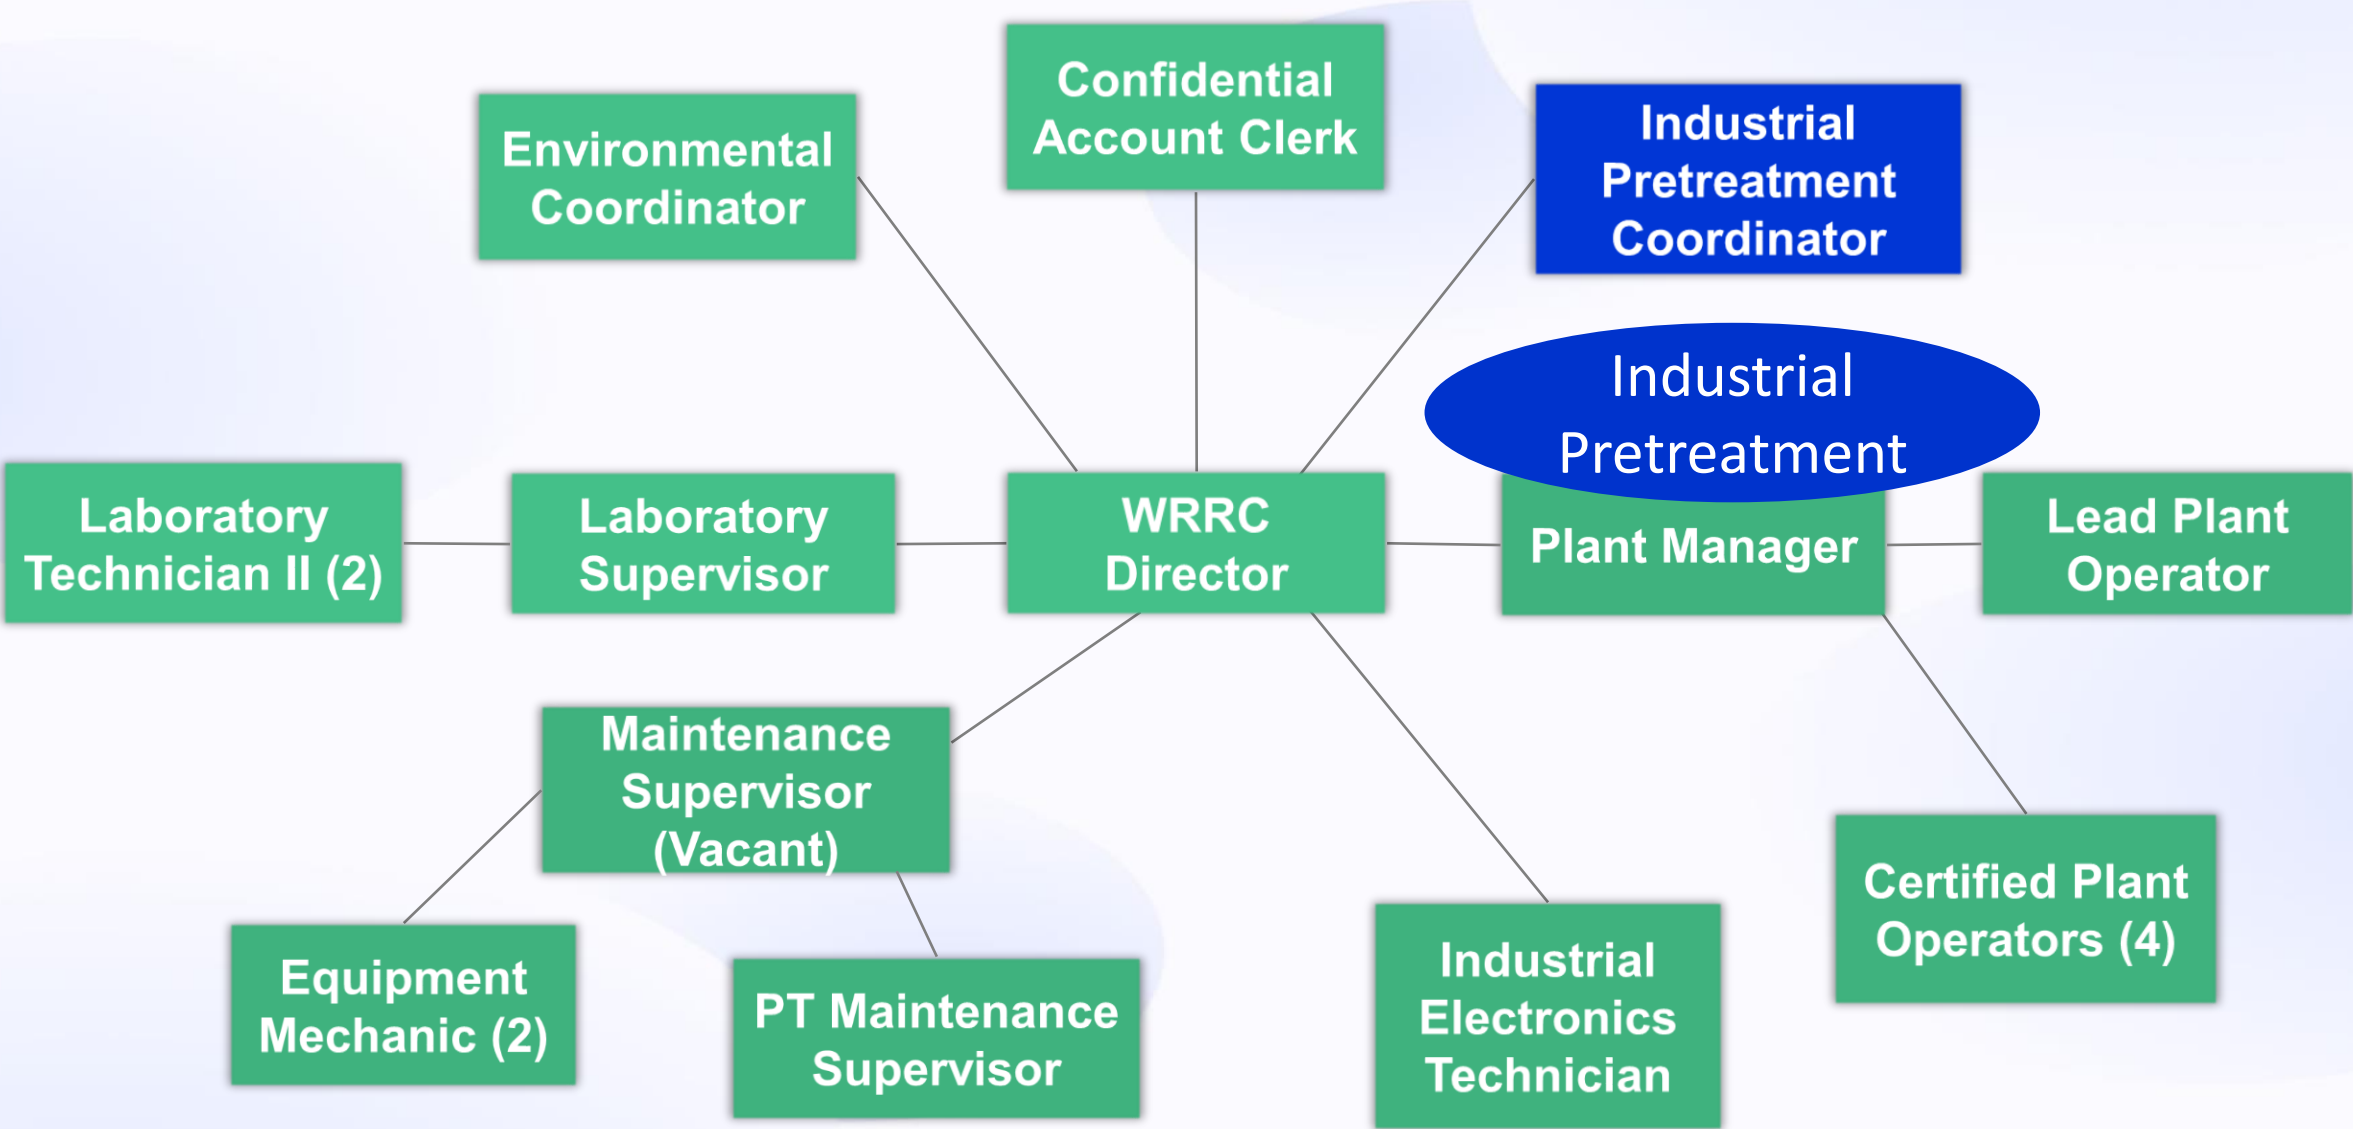 Confidential
Account Clerk
Environmental
Coordinator
Industrial
Pretreatment
Coordinator
Industrial
Pretreatment
Laboratory
Technician II (2)
Laboratory
Supervisor
WRRC
Director
Plant Manager
Lead Plant
Operator
Maintenance
Supervisor
(Vacant)
Certified Plant
Operators (4)
Equipment
Mechanic (2)
PT Maintenance
Supervisor
Industrial
Electronics
Technician